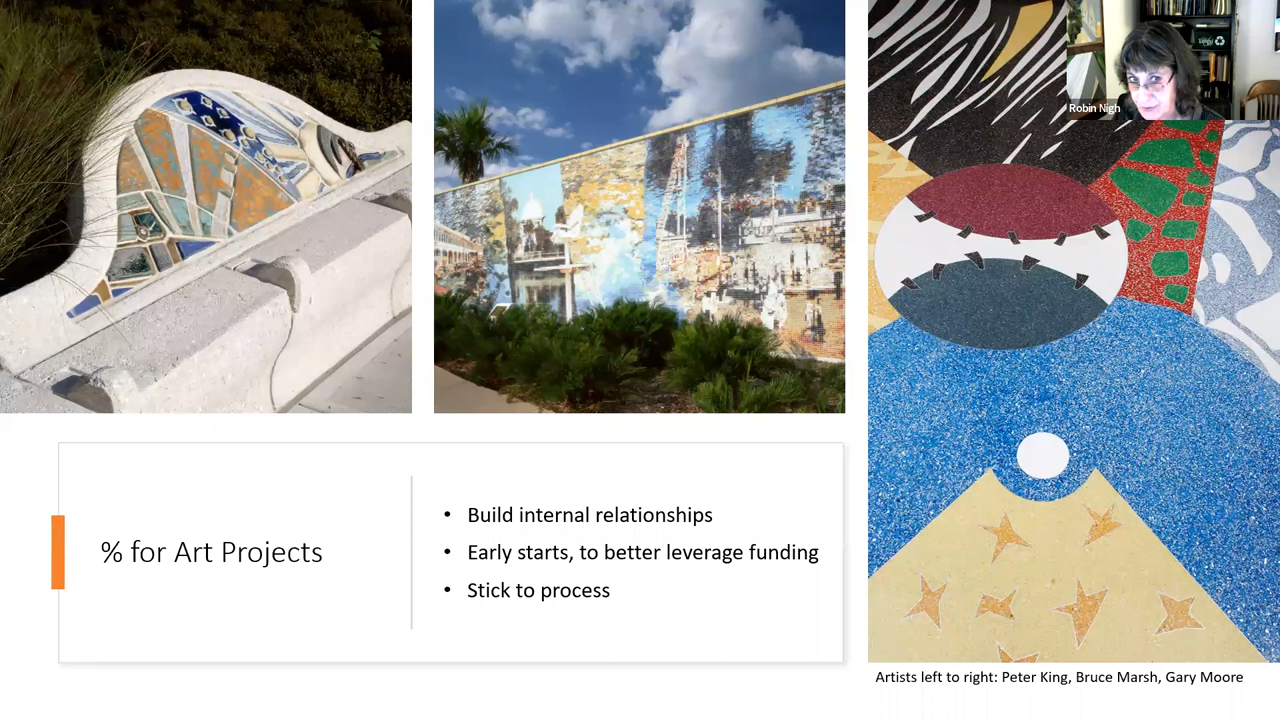 Robin Nigh
% for Art Projects
• Build internal relationships
• Early starts, to better leverage funding
• Stick to process
Artists left to right: Peter King, Bruce Marsh, Gary Moore